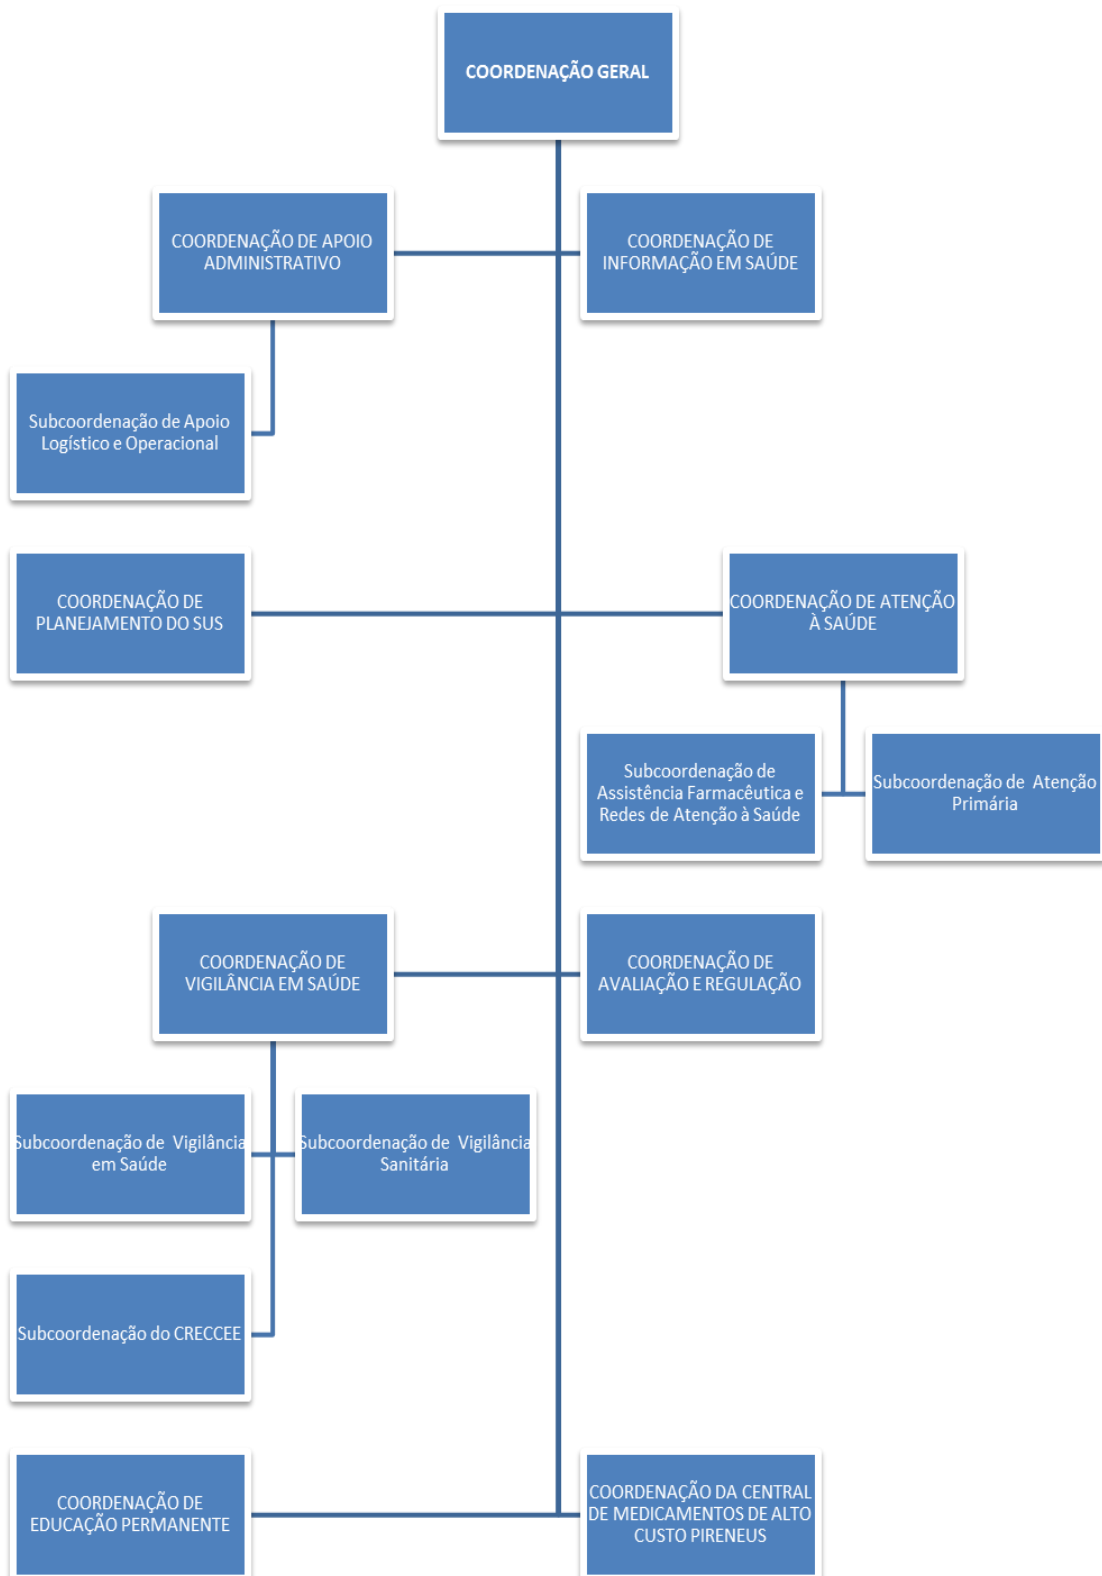 COORDENAÇÃO GERAL
COORDENAÇÃO DE APOIO
ADMINISTRATIVO
COORDENAÇÃO DE
INFORMAÇÃO EM SAÚDE
Subcoordenação de Apoio
Logístico e Operacional
COORDENAÇÃO DE
PLANEJAMENTO DO SUS
COORDENAÇÃO DE ATENÇÃO
À SAÚDE
Subcoordenação de
Assistência Farmacêutica e
Redes de Atenção à Saúde
Subcoordenação de Atenção
Primária
COORDENAÇÃO DE
VIGILÂNCIA EM SAÚDE
COORDENAÇÃO DE
AVALIAÇÃO E REGULAÇÃO
Subcoordenação de Vigilância
em Saúde
Subcoordenação de Vigilância
Sanitária
Subcoordenação do CRECCEE
COORDENAÇÃO DE
EDUCAÇÃO PERMANENTE
COORDENAÇÃO DA CENTRAL
DE MEDICAMENTOS DE ALTO
CUSTO PIRENEUS